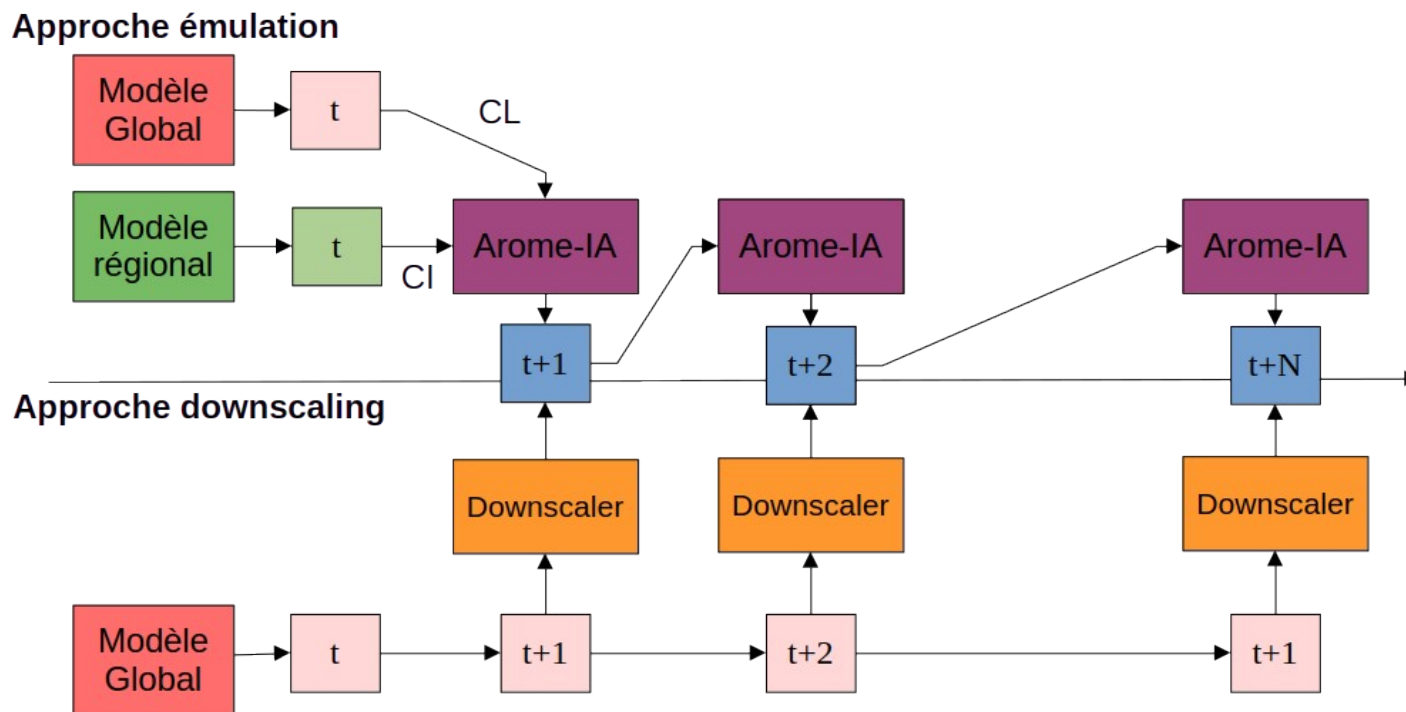 Approche émulation
Modèle
Global
t
CL
Modèle
régional
t
CI
Arome-IA
Arome-IA
Arome-IA
t+1
t+2
t+N
Approche downscaling
Downscaler
Downscaler
Downscaler
Modèle
Global
t
t+1
t+2
t+1